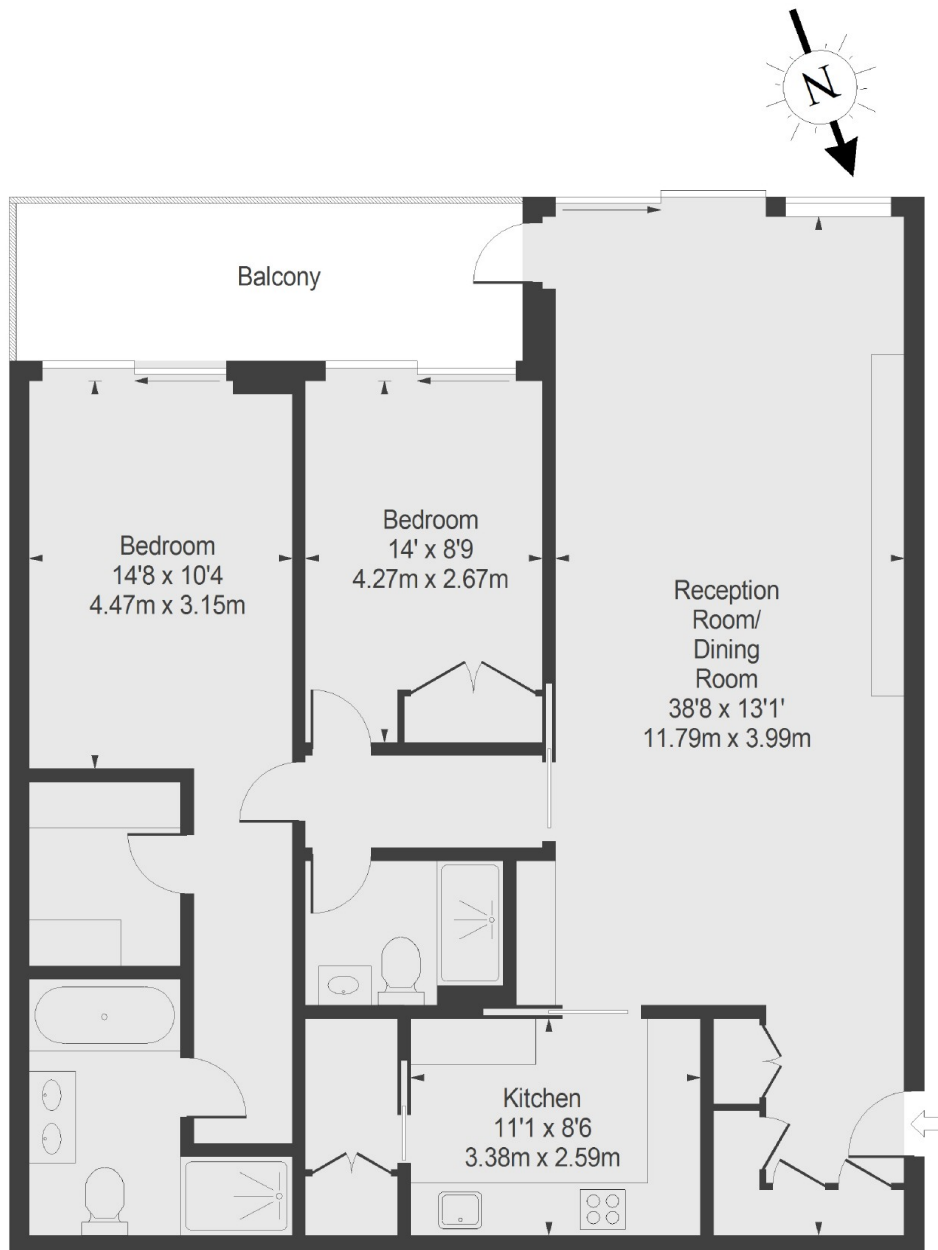 N
Balcony
Bedroom
14'8 x 10'4
4.47m x 3.15m
Bedroom
14' x 8'9
4.27m x 2.67m
Reception
Room/
Dining
Room
38'8 x 13'1'
11.79m x 3.99m
Kitchen
11'1 x 8'6
3.38m x 2.59m